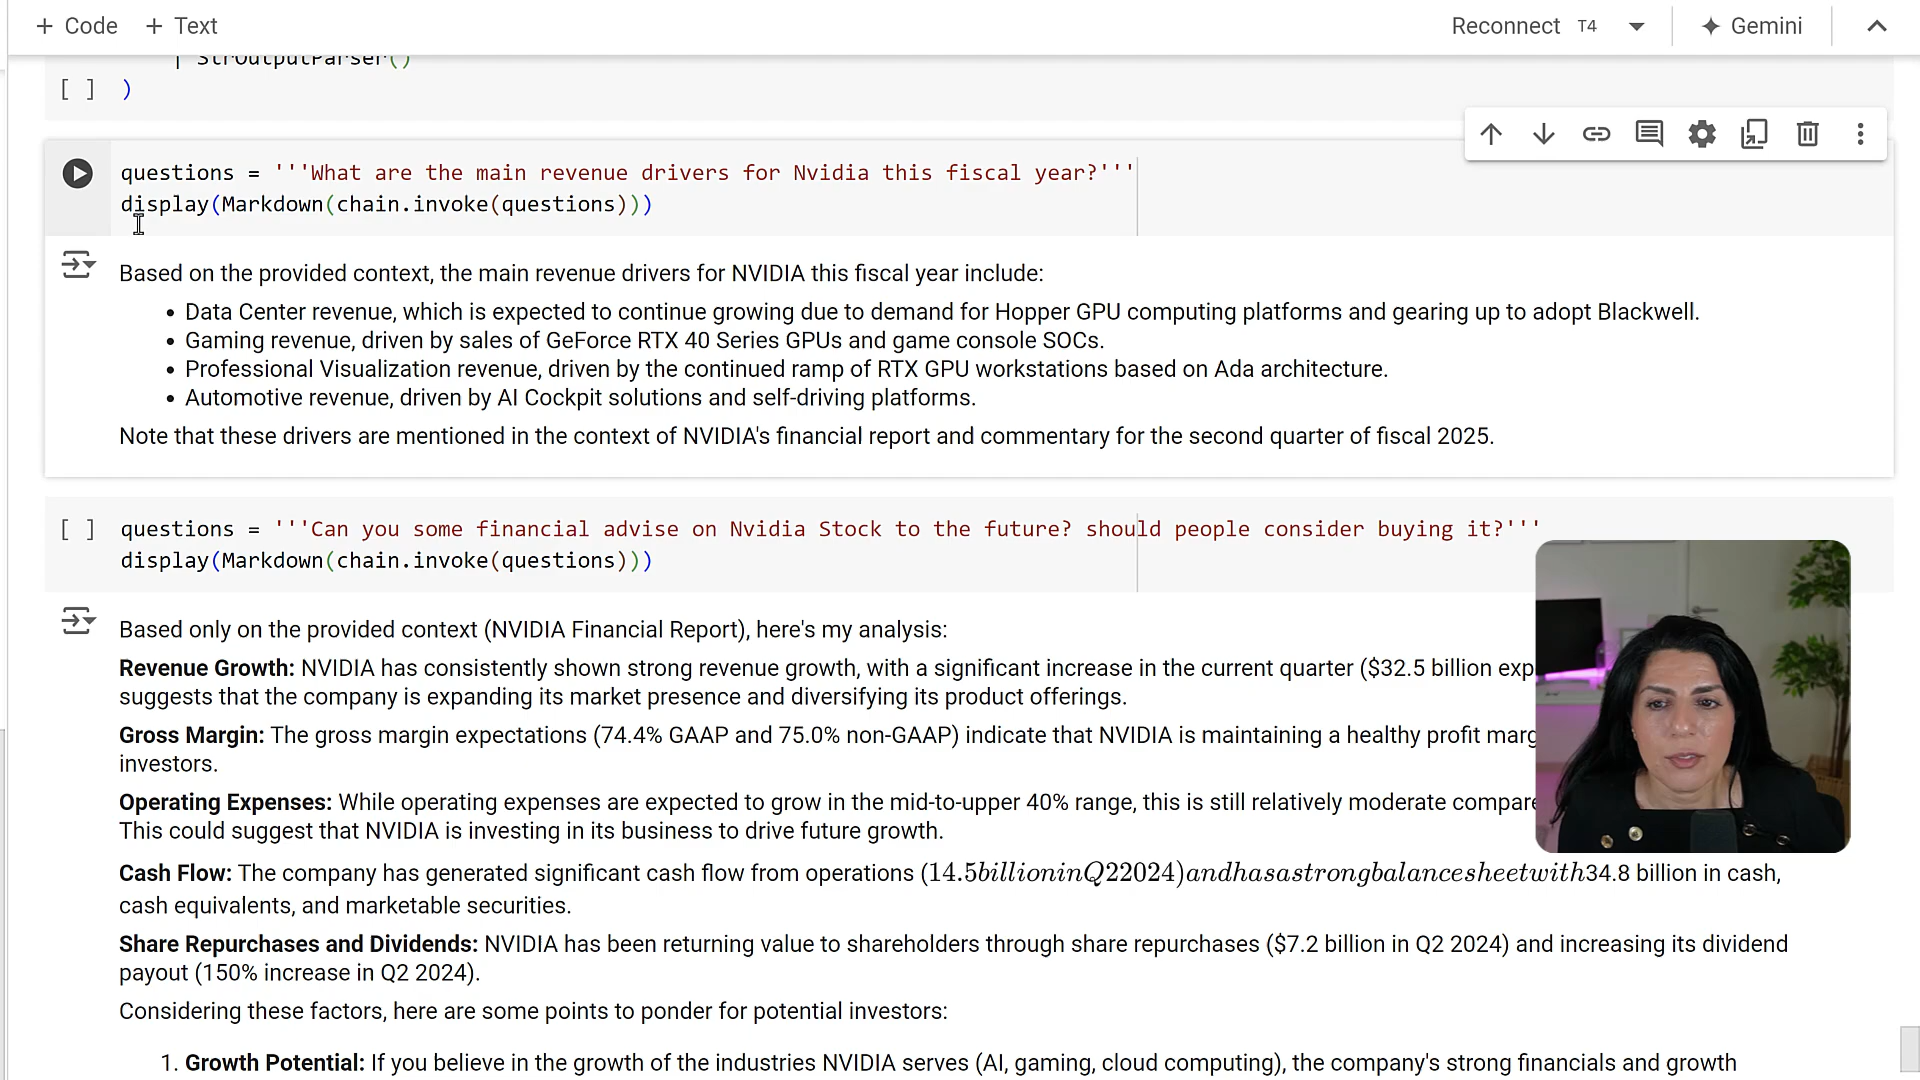 + Code + Text Reconnect T4 Gemini
| StrOutputParser()
[ ] )
questions = '''What are the main revenue drivers for Nvidia this fiscal year?'''
display(Markdown(chain.invoke(questions)))
Based on the provided context, the main revenue drivers for NVIDIA this fiscal year include:
• Data Center revenue, which is expected to continue growing due to demand for Hopper GPU computing platforms and gearing up to adopt Blackwell.
• Gaming revenue, driven by sales of GeForce RTX 40 Series GPUs and game console SOCs.
• Professional Visualization revenue, driven by the continued ramp of RTX GPU workstations based on Ada architecture.
• Automotive revenue, driven by AI Cockpit solutions and self-driving platforms.
Note that these drivers are mentioned in the context of NVIDIA's financial report and commentary for the second quarter of fiscal 2025.
[ ] questions = '''Can you some financial advise on Nvidia Stock to the future? should people consider buying it?'''
display(Markdown(chain.invoke(questions)))
Based only on the provided context (NVIDIA Financial Report), here's my analysis:
Revenue Growth: NVIDIA has consistently shown strong revenue growth, with a significant increase in the current quarter ($32.5 billion
suggests that the company is expanding its market presence and diversifying its product offerings.
Gross Margin: The gross margin expectations (74.4% GAAP and 75.0% non-GAAP) indicate that NVIDIA is maintaining a healthy profit
investors.
Operating Expenses: While operating expenses are expected to grow in the mid-to-upper 40% range, this is still relatively moderate
This could suggest that NVIDIA is investing in its business to drive future growth.
Cash Flow: The company has generated significant cash flow from operations (14.5billioninQ22024)andhasastrongbalancesheetwith34.8 billion in cash,
cash equivalents, and marketable securities.
Share Repurchases and Dividends: NVIDIA has been returning value to shareholders through share repurchases ($7.2 billion in Q2 2024) and increasing its dividend
payout (150% increase in Q2 2024).
Considering these factors, here are some points to ponder for potential investors:
1. Growth Potential: If you believe in the growth of the industries NVIDIA serves (AI, gaming, cloud computing), the company's strong financials and growth